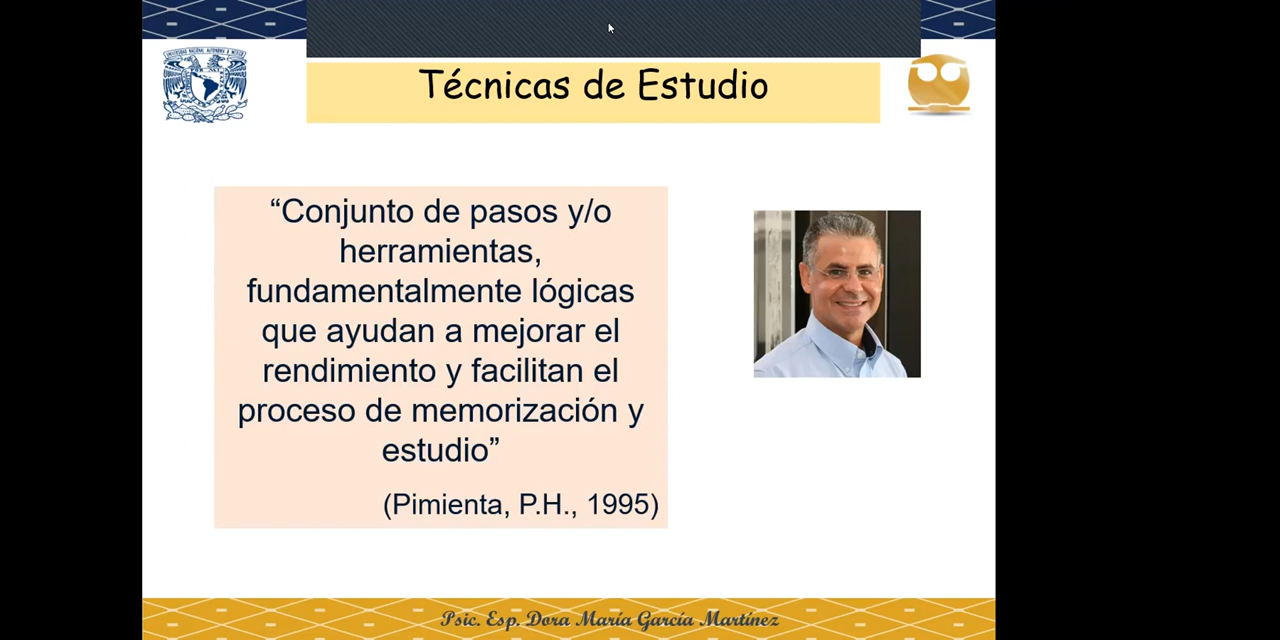 Técnicas de Estudio
“Conjunto de pasos y/o
herramientas,
fundamentalmente lógicas
que ayudan a mejorar el
rendimiento y facilitan el
proceso de memorización y
estudio”
(Pimienta, P.H., 1995)
Psic. Esp. Dora María García Martínez